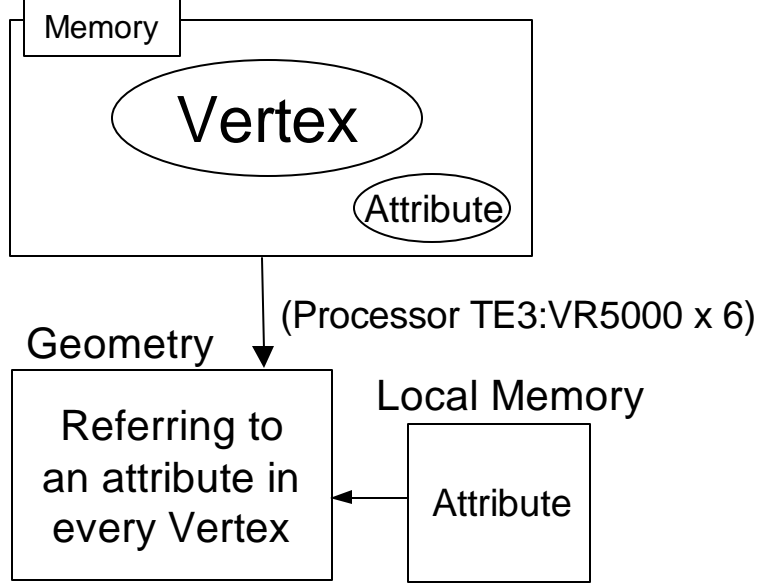 Memory
Vertex
Attribute
(Processor TE3:VR5000 x 6)
Geometry
Referring to
an attribute in
every Vertex
Local Memory
Attribute